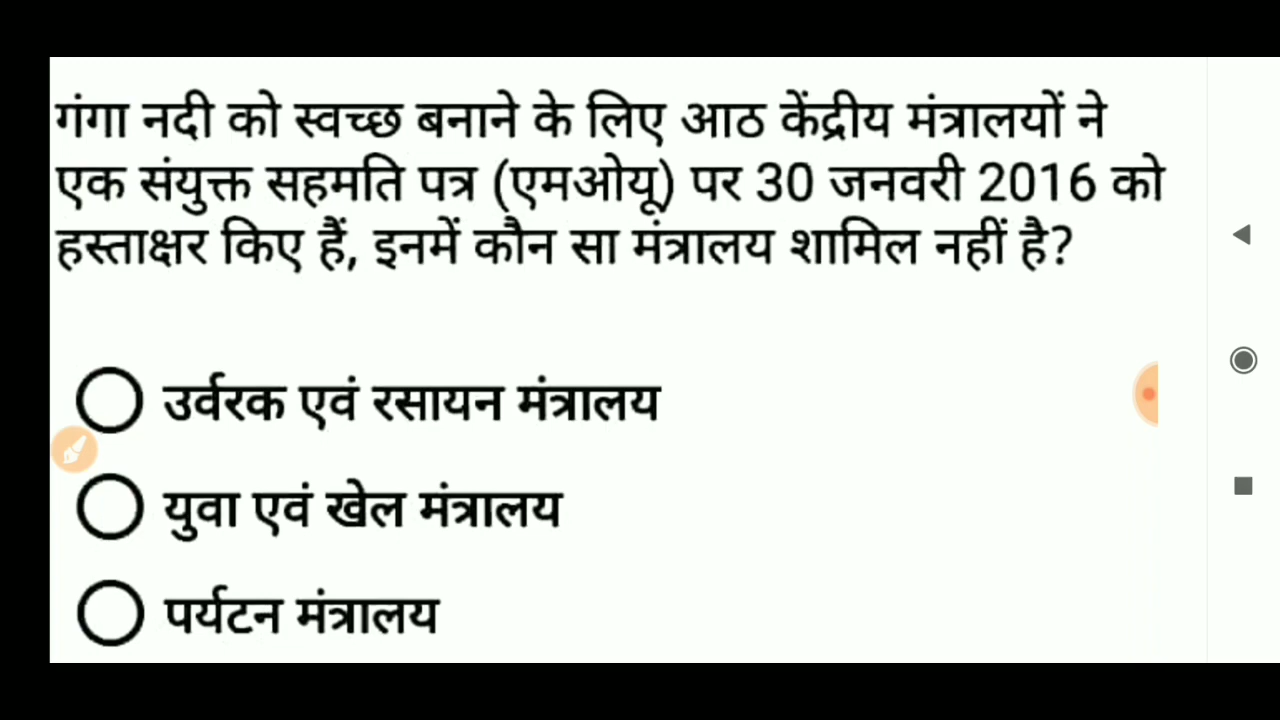 गंगा नदी को स्वच्छ बनाने के लिए आठ केंद्रीय मंत्रालयों ने
एक संयुक्त सहमति पत्र (एमओयू) पर 30 जनवरी 2016 को
हस्ताक्षर किए हैं, इनमें कौन सा मंत्रालय शामिल नहीं है?
उर्वरक एवं रसायन मंत्रालय
युवा एवं खेल मंत्रालय
पर्यटन मंत्रालय